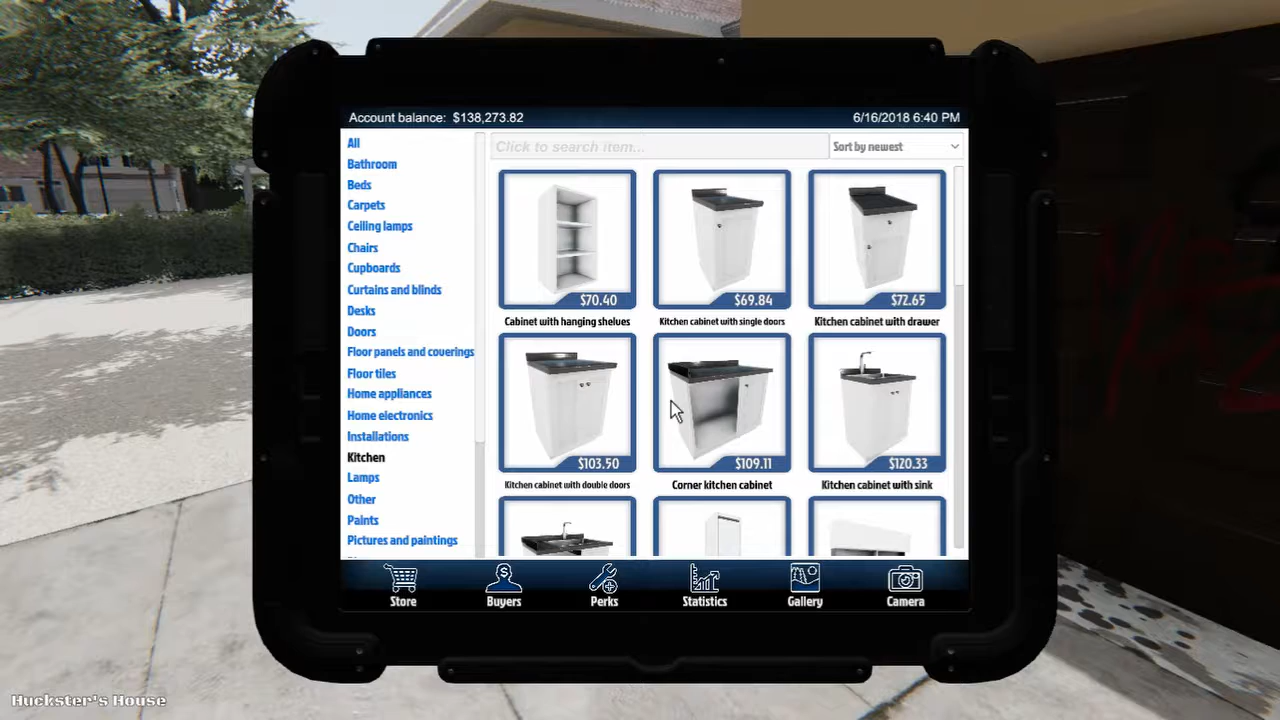 Account balance: $138,273.82
6/16/2018 6:40 PM
All
Bathroom
Beds
Carpets
Ceiling lamps
Chairs
Cupboards
Curtains and blinds
Desks
Doors
Floor panels and coverings
Floor tiles
Home appliances
Home electronics
Installations
Kitchen
Lamps
Other
Paints
Pictures and paintings
Click to search item...
Sort by newest
$70.40
$69.84
$72.65
Cabinet with hanging shelves
Kitchen cabinet with single doors
Kitchen cabinet with drawer
$103.50
$109.11
$120.33
Kitchen cabinet with double doors
Corner kitchen cabinet
Kitchen cabinet with sink
Store
Buyers
Perks
Statistics
Gallery
Camera
Huckster's House